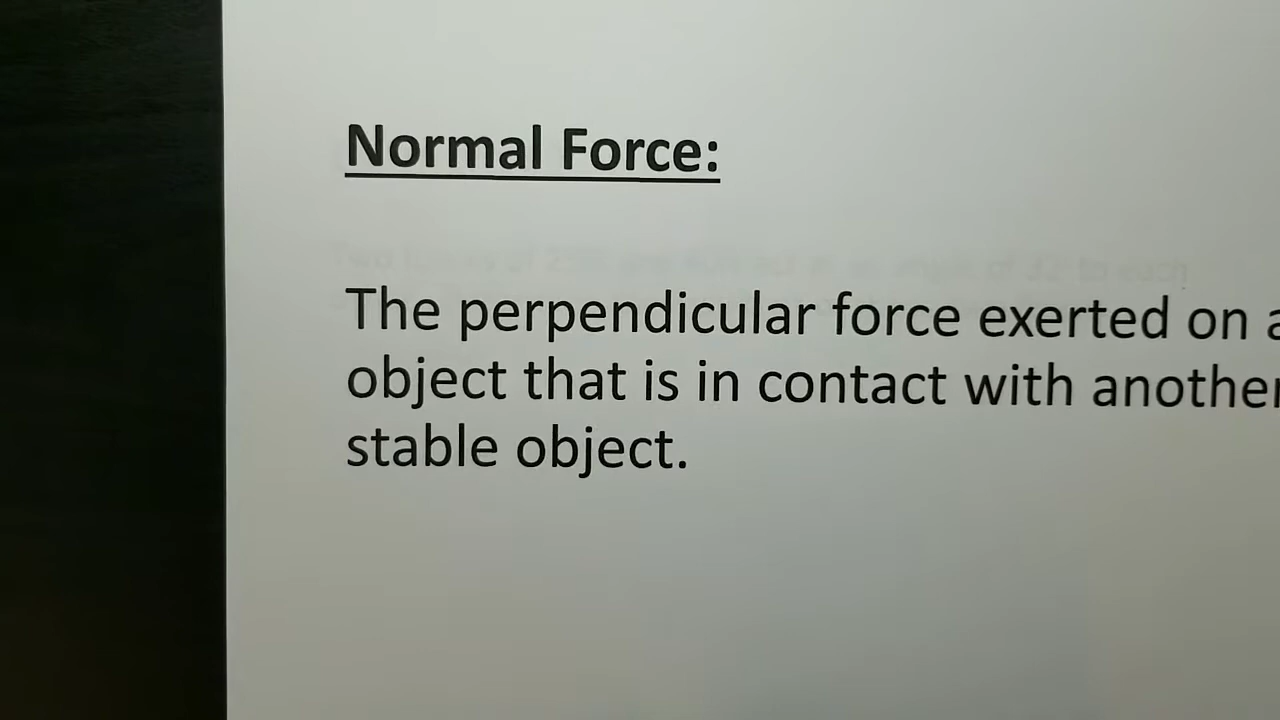 Normal Force:
The perpendicular force exerted on a
object that is in contact with another
stable object.